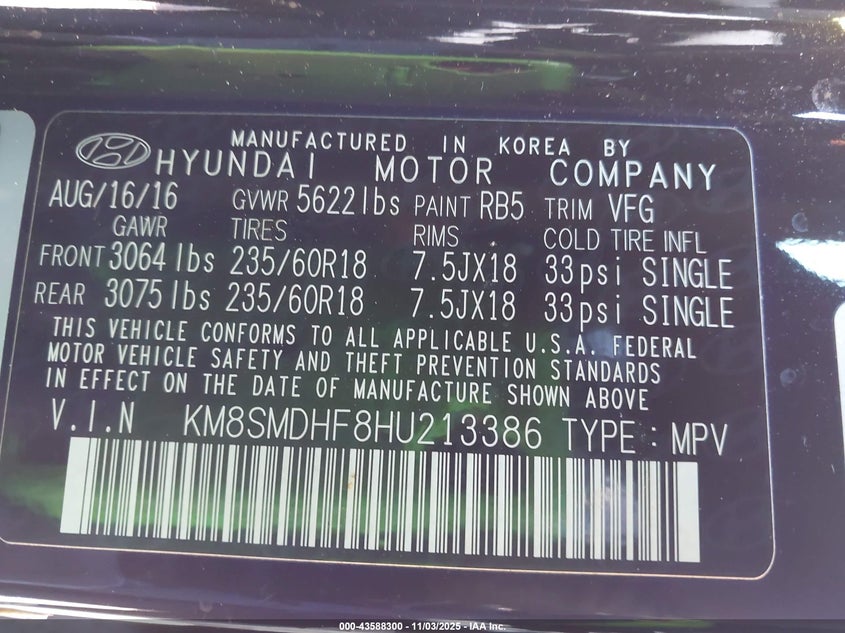 MANUFACTURED IN KOREA BY
HYUNDAI MOTOR COMPANY
AUG/16/16 GVWR 5622lbs PAINT RB5 TRIM VFG
GAWR TIRES RIMS COLD TIRE INFL
FRONT 3064lbs 235/60R18 7.5JX18 33psi SINGLE
REAR 3075lbs 235/60R18 7.5JX18 33psi SINGLE
THIS VEHICLE CONFORMS TO ALL APPLICABLE U.S.A. FEDERAL
MOTOR VEHICLE SAFETY AND THEFT PREVENTION STANDARDS
IN EFFECT ON THE DATE OF MANUFACTURE SHOWN ABOVE
V.I.N KM8SMDHF8HU213386 TYPE : MPV
000-43588300 - 11/03/2025 - IAA Inc.